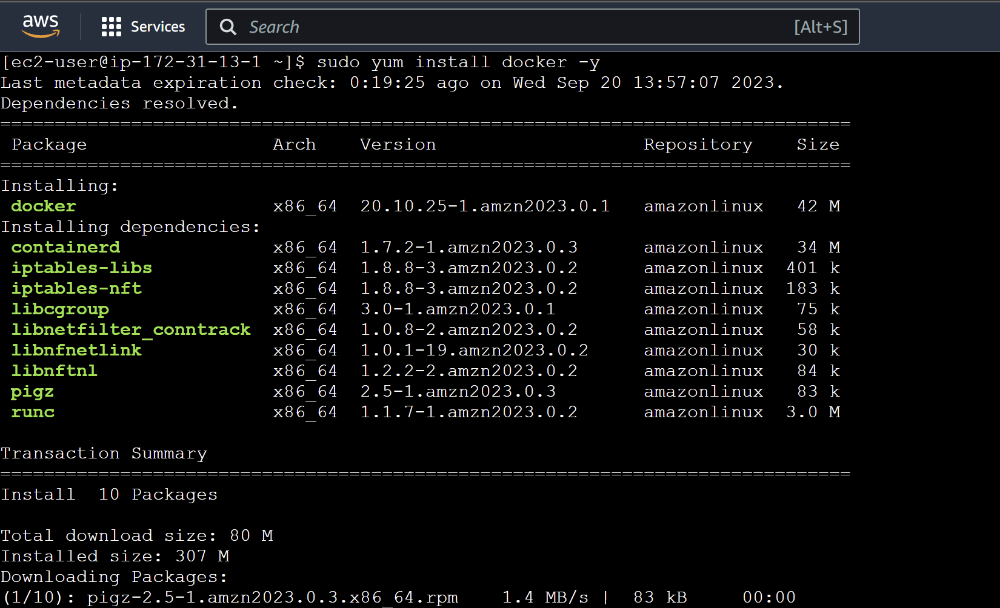 aws
Services
Search [Alt+S]
[ec2-user@ip-172-31-13-1 ~]$ sudo yum install docker -y
Last metadata expiration check: 0:19:25 ago on Wed Sep 20 13:57:07 2023.
Dependencies resolved.
==============================================================================
 Package                 Arch    Version                   Repository    Size
==============================================================================
Installing:
 docker                  x86_64  20.10.25-1.amzn2023.0.1   amazonlinux   42 M
Installing dependencies:
 containerd              x86_64  1.7.2-1.amzn2023.0.3      amazonlinux   34 M
 iptables-libs           x86_64  1.8.8-3.amzn2023.0.2      amazonlinux  401 k
 iptables-nft            x86_64  1.8.8-3.amzn2023.0.2      amazonlinux  183 k
 libcgroup               x86_64  3.0-1.amzn2023.0.1        amazonlinux   75 k
 libnetfilter_conntrack  x86_64  1.0.8-2.amzn2023.0.2      amazonlinux   58 k
 libnfnetlink            x86_64  1.0.1-19.amzn2023.0.2     amazonlinux   30 k
 libnftnl                x86_64  1.2.2-2.amzn2023.0.2      amazonlinux   84 k
 pigz                    x86_64  2.5-1.amzn2023.0.3        amazonlinux   83 k
 runc                    x86_64  1.1.7-1.amzn2023.0.2      amazonlinux  3.0 M
Transaction Summary
==============================================================================
Install  10 Packages
Total download size: 80 M
Installed size: 307 M
Downloading Packages:
(1/10): pigz-2.5-1.amzn2023.0.3.x86_64.rpm    1.4 MB/s |  83 kB     00:00